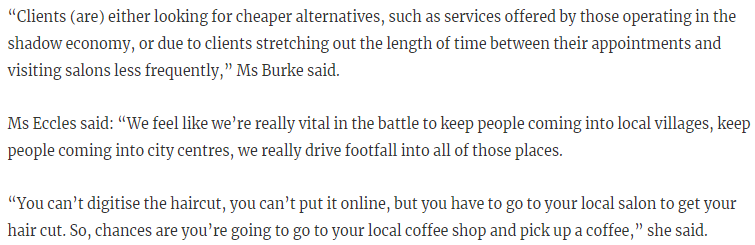 “Clients (are) either looking for cheaper alternatives, such as services offered by those operating in the
shadow economy, or due to clients stretching out the length of time between their appointments and
visiting salons less frequently,” Ms Burke said.
Ms Eccles said: “We feel like we’re really vital in the battle to keep people coming into local villages, keep
people coming into city centres, we really drive footfall into all of those places.
“You can’t digitise the haircut, you can’t put it online, but you have to go to your local salon to get your
hair cut. So, chances are you’re going to go to your local coffee shop and pick up a coffee,” she said.